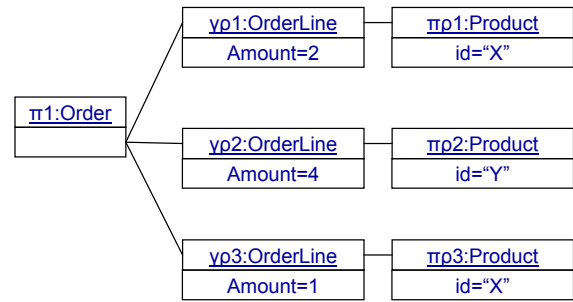 γρ1:OrderLine
πρ1:Product
Amount=2
id=“X”
π1:Order
γρ2:OrderLine
πρ2:Product
Amount=4
id=“Y”
γρ3:OrderLine
πρ3:Product
Amount=1
id=“X”